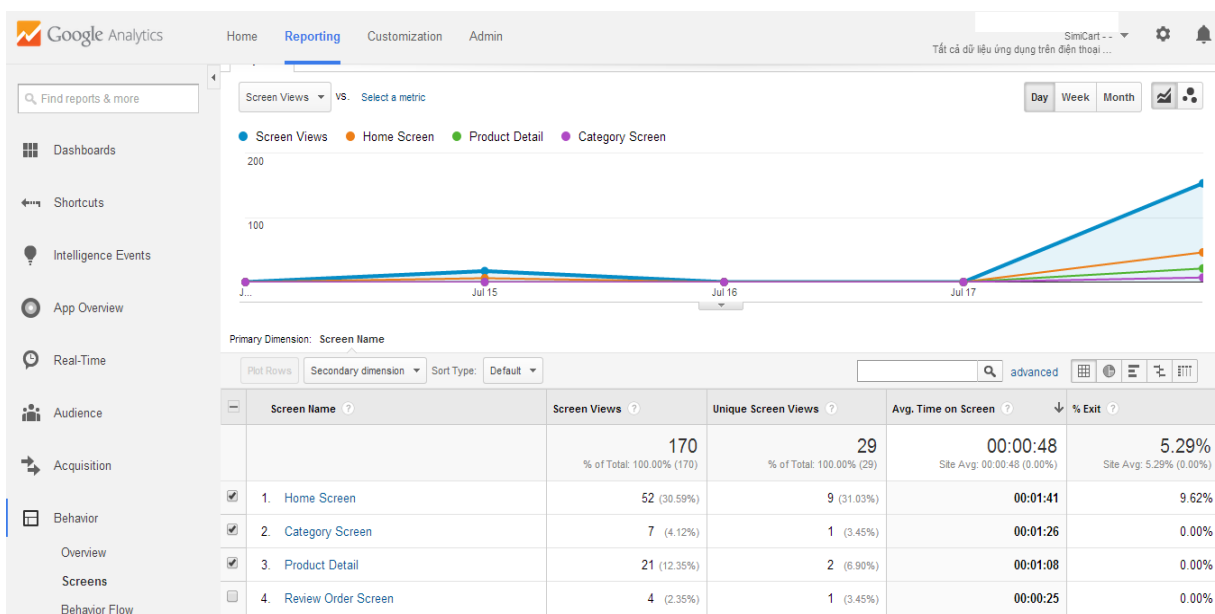 Google Analytics
Home Reporting Customization Admin
SimiCart - -
Tất cả dữ liệu ứng dụng trên điện thoại ...
Find reports & more
Dashboards
Shortcuts
Intelligence Events
App Overview
Real-Time
Audience
Acquisition
Behavior
Overview
Screens
Behavior Flow
Screen Views VS. Select a metric
Day Week Month
Screen Views Home Screen Product Detail Category Screen
200
100
J... Jul 15 Jul 16 Jul 17
Primary Dimension: Screen Name
Plot Rows Secondary dimension Sort Type: Default advanced
Screen Name ? Screen Views ? Unique Screen Views ? Avg. Time on Screen ? % Exit ?
170 29 00:00:48 5.29%
% of Total: 100.00% (170) % of Total: 100.00% (29) Site Avg: 00:00:48 (0.00%) Site Avg: 5.29% (0.00%)
1. Home Screen 52 (30.59%) 9 (31.03%) 00:01:41 9.62%
2. Category Screen 7 (4.12%) 1 (3.45%) 00:01:26 0.00%
3. Product Detail 21 (12.35%) 2 (6.90%) 00:01:08 0.00%
4. Review Order Screen 4 (2.35%) 1 (3.45%) 00:00:25 0.00%